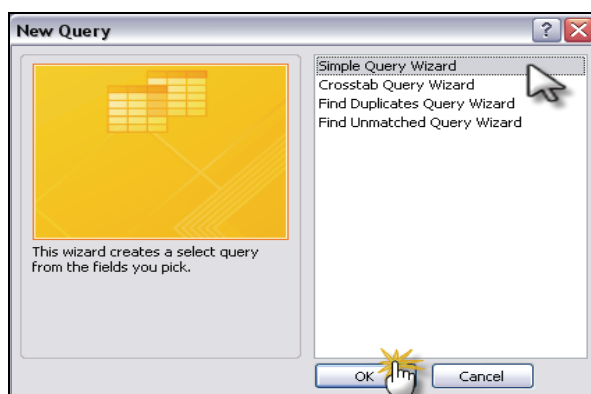 New Query
Simple Query Wizard
Crosstab Query Wizard
Find Duplicates Query Wizard
Find Unmatched Query Wizard
This wizard creates a select query
from the fields you pick.
OK
Cancel